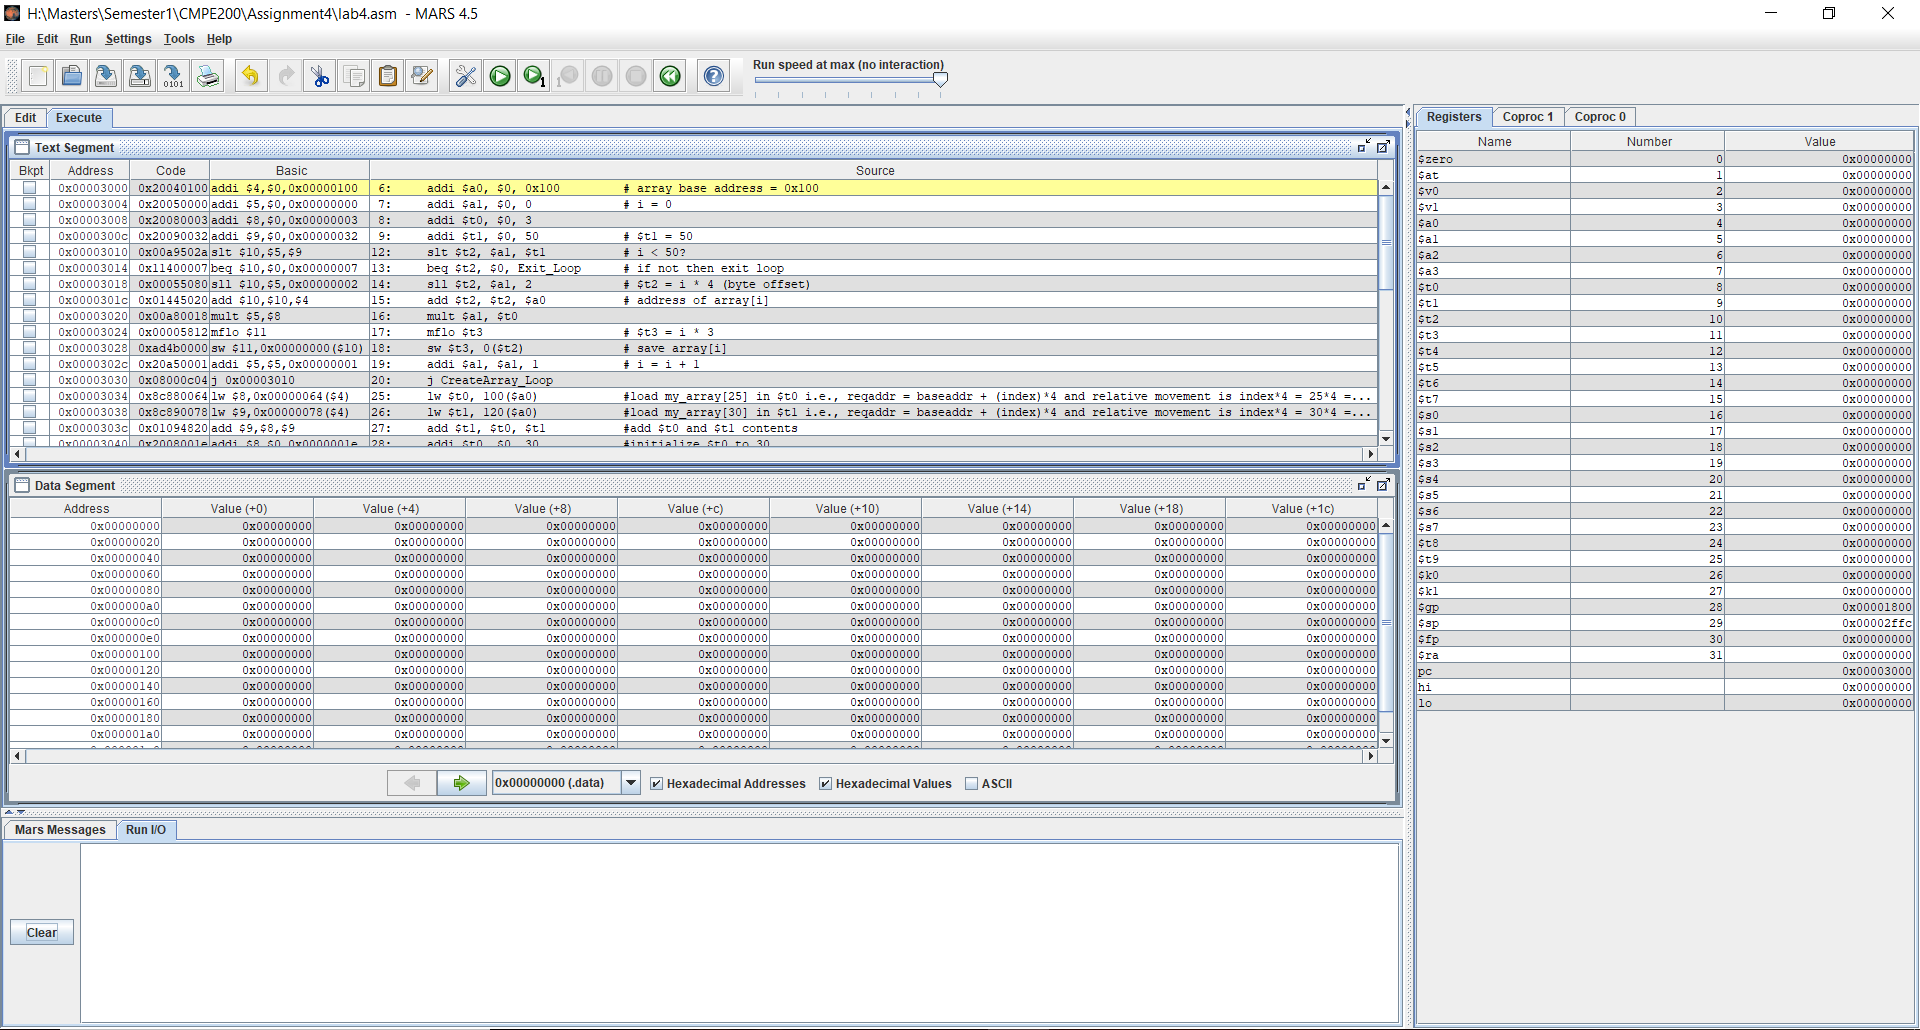 H:\Masters\Semester1\CMPE200\Assignment4\lab4.asm - MARS 4.5
File Edit Run Settings Tools Help
Run speed at max (no interaction)
Edit Execute
Text Segment
Bkpt Address Code Basic Source
0x00003000 0x20040100 addi $4,$0,0x00000100 6: addi $a0, $0, 0x100 # array base address = 0x100
0x00003004 0x20050000 addi $5,$0,0x00000000 7: addi $a1, $0, 0 # i = 0
0x00003008 0x20080003 addi $8,$0,0x00000003 8: addi $t0, $0, 3
0x0000300c 0x20090032 addi $9,$0,0x00000032 9: addi $t1, $0, 50 # $t1 = 50
0x00003010 0x00a9502a slt $10,$5,$9 12: slt $t2, $a1, $t1 # i < 50?
0x00003014 0x11400007 beq $10,$0,0x00000007 13: beq $t2, $0, Exit_Loop # if not then exit loop
0x00003018 0x00055080 sll $10,$5,0x00000002 14: sll $t2, $a1, 2 # $t2 = i * 4 (byte offset)
0x0000301c 0x01445020 add $10,$10,$4 15: add $t2, $t2, $a0 # address of array[i]
0x00003020 0x00a80018 mult $5,$8 16: mult $a1, $t0
0x00003024 0x00005812 mflo $11 17: mflo $t3 # $t3 = i * 3
0x00003028 0xad4b0000 sw $11,0x00000000($10) 18: sw $t3, 0($t2) # save array[i]
0x0000302c 0x20a50001 addi $5,$5,0x00000001 19: addi $a1, $a1, 1 # i = i + 1
0x00003030 0x08000c04 j 0x00003010 20: j CreateArray_Loop
0x00003034 0x8c880064 lw $8,0x00000064($4) 25: lw $t0, 100($a0) #load my_array[25] in $t0 i.e., reqaddr = baseaddr + (index)*4 and relative movement is index*4 = 25*4 =...
0x00003038 0x8c890078 lw $9,0x00000078($4) 26: lw $t1, 120($a0) #load my_array[30] in $t1 i.e., reqaddr = baseaddr + (index)*4 and relative movement is index*4 = 30*4 =...
0x0000303c 0x01094820 add $9,$8,$9 27: add $t1, $t0, $t1 #add $t0 and $t1 contents
0x00003040 0x2008001e addi $8,$0,0x0000001e 28: addi $t0, $0, 30 #initialize $t0 to 30
Data Segment
Address Value (+0) Value (+4) Value (+8) Value (+c) Value (+10) Value (+14) Value (+18) Value (+1c)
0x00000000 0x00000000 0x00000000 0x00000000 0x00000000 0x00000000 0x00000000 0x00000000 0x00000000
0x00000020 0x00000000 0x00000000 0x00000000 0x00000000 0x00000000 0x00000000 0x00000000 0x00000000
0x00000040 0x00000000 0x00000000 0x00000000 0x00000000 0x00000000 0x00000000 0x00000000 0x00000000
0x00000060 0x00000000 0x00000000 0x00000000 0x00000000 0x00000000 0x00000000 0x00000000 0x00000000
0x00000080 0x00000000 0x00000000 0x00000000 0x00000000 0x00000000 0x00000000 0x00000000 0x00000000
0x000000a0 0x00000000 0x00000000 0x00000000 0x00000000 0x00000000 0x00000000 0x00000000 0x00000000
0x000000c0 0x00000000 0x00000000 0x00000000 0x00000000 0x00000000 0x00000000 0x00000000 0x00000000
0x000000e0 0x00000000 0x00000000 0x00000000 0x00000000 0x00000000 0x00000000 0x00000000 0x00000000
0x00000100 0x00000000 0x00000000 0x00000000 0x00000000 0x00000000 0x00000000 0x00000000 0x00000000
0x00000120 0x00000000 0x00000000 0x00000000 0x00000000 0x00000000 0x00000000 0x00000000 0x00000000
0x00000140 0x00000000 0x00000000 0x00000000 0x00000000 0x00000000 0x00000000 0x00000000 0x00000000
0x00000160 0x00000000 0x00000000 0x00000000 0x00000000 0x00000000 0x00000000 0x00000000 0x00000000
0x00000180 0x00000000 0x00000000 0x00000000 0x00000000 0x00000000 0x00000000 0x00000000 0x00000000
0x000001a0 0x00000000 0x00000000 0x00000000 0x00000000 0x00000000 0x00000000 0x00000000 0x00000000
0x00000000 (.data) Hexadecimal Addresses Hexadecimal Values ASCII
Mars Messages Run I/O
Clear
Registers Coproc 1 Coproc 0
Name Number Value
$zero 0 0x00000000
$at 1 0x00000000
$v0 2 0x00000000
$v1 3 0x00000000
$a0 4 0x00000000
$a1 5 0x00000000
$a2 6 0x00000000
$a3 7 0x00000000
$t0 8 0x00000000
$t1 9 0x00000000
$t2 10 0x00000000
$t3 11 0x00000000
$t4 12 0x00000000
$t5 13 0x00000000
$t6 14 0x00000000
$t7 15 0x00000000
$s0 16 0x00000000
$s1 17 0x00000000
$s2 18 0x00000000
$s3 19 0x00000000
$s4 20 0x00000000
$s5 21 0x00000000
$s6 22 0x00000000
$s7 23 0x00000000
$t8 24 0x00000000
$t9 25 0x00000000
$k0 26 0x00000000
$k1 27 0x00000000
$gp 28 0x00001800
$sp 29 0x00002ffc
$fp 30 0x00000000
$ra 31 0x00000000
pc 0x00003000
hi 0x00000000
lo 0x00000000